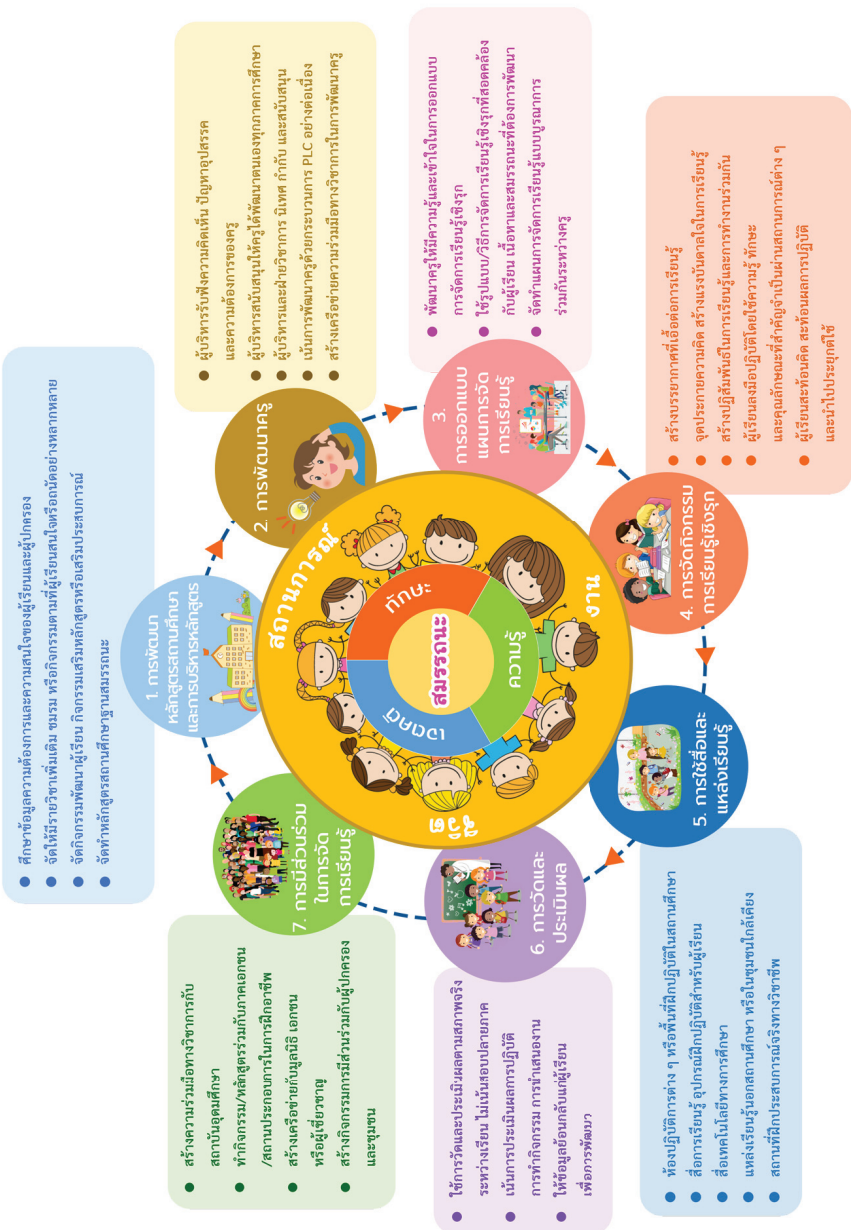 1. การพัฒนา
หลักสูตรสถานศึกษา
และการบริหารหลักสูตร
● ศึกษาข้อมูลความต้องการและความสนใจของผู้เรียนและผู้ปกครอง
● จัดให้มีรายวิชาเพิ่มเติม ชมรม หรือกิจกรรมตามที่ผู้เรียนสนใจหรือถนัดอย่างหลากหลาย
● จัดกิจกรรมพัฒนาผู้เรียน กิจกรรมเสริมหลักสูตรหรือเสริมประสบการณ์
● จัดทำหลักสูตรสถานศึกษาฐานสมรรถนะ
2. การพัฒนาครู
● ผู้บริหารรับฟังความคิดเห็น ปัญหาอุปสรรค
และความต้องการของครู
● ผู้บริหารสนับสนุนให้ครูได้พัฒนาตนเองทุกภาคการศึกษา
● ผู้บริหารและฝ่ายวิชาการ นิเทศ กำกับ และสนับสนุน
● เน้นการพัฒนาครูด้วยกระบวนการ PLC อย่างต่อเนื่อง
● สร้างเครือข่ายความร่วมมือทางวิชาการในการพัฒนาครู
3.
การออกแบบ
แผนการจัด
การเรียนรู้
● พัฒนาครูให้มีความรู้และเข้าใจในการออกแบบ
การจัดการเรียนรู้เชิงรุก
● ใช้รูปแบบ/วิธีการจัดการเรียนรู้เชิงรุกที่สอดคล้อง
กับผู้เรียน เนื้อหาและสมรรถนะที่ต้องการพัฒนา
● จัดทำแผนการจัดการเรียนรู้แบบบูรณาการ
ร่วมกันระหว่างครู
4. การจัดกิจกรรม
การเรียนรู้เชิงรุก
● สร้างบรรยากาศที่เอื้อต่อการเรียนรู้
● จุดประกายความคิด สร้างแรงบันดาลใจในการเรียนรู้
● สร้างปฏิสัมพันธ์ในการเรียนรู้และการทำงานร่วมกัน
● ผู้เรียนลงมือปฏิบัติโดยใช้ความรู้ ทักษะ
และคุณลักษณะที่สำคัญจำเป็นผ่านสถานการณ์ต่าง ๆ
● ผู้เรียนสะท้อนคิด สะท้อนผลการปฏิบัติ
และนำไปประยุกต์ใช้
5. การใช้สื่อและ
แหล่งเรียนรู้
● ห้องปฏิบัติการต่าง ๆ หรือพื้นที่ฝึกปฏิบัติในสถานศึกษา
● สื่อการเรียนรู้ อุปกรณ์ฝึกปฏิบัติสำหรับผู้เรียน
● สื่อเทคโนโลยีทางการศึกษา
● แหล่งเรียนรู้นอกสถานศึกษา หรือในชุมชนใกล้เคียง
● สถานที่ฝึกประสบการณ์จริงทางวิชาชีพ
6. การวัดและ
ประเมินผล
● ใช้การวัดและประเมินผลตามสภาพจริง
ระหว่างเรียน ไม่เน้นสอบปลายภาค
● เน้นการประเมินผลการปฏิบัติ
การทำกิจกรรม การนำเสนองาน
● ให้ข้อมูลย้อนกลับแก่ผู้เรียน
เพื่อการพัฒนา
7. การมีส่วนร่วม
ในการจัด
การเรียนรู้
● สร้างความร่วมมือทางวิชาการกับ
สถาบันอุดมศึกษา
● ทำกิจกรรม/หลักสูตรร่วมกับภาคเอกชน
/สถานประกอบการในการฝึกอาชีพ
● สร้างเครือข่ายกับมูลนิธิ เอกชน
หรือผู้เชี่ยวชาญ
● สร้างกิจกรรมการมีส่วนร่วมกับผู้ปกครอง
และชุมชน
สถานการณ์
งาน
ชีวิต
ทักษะ
ความรู้
เจตคติ
สมรรถนะ